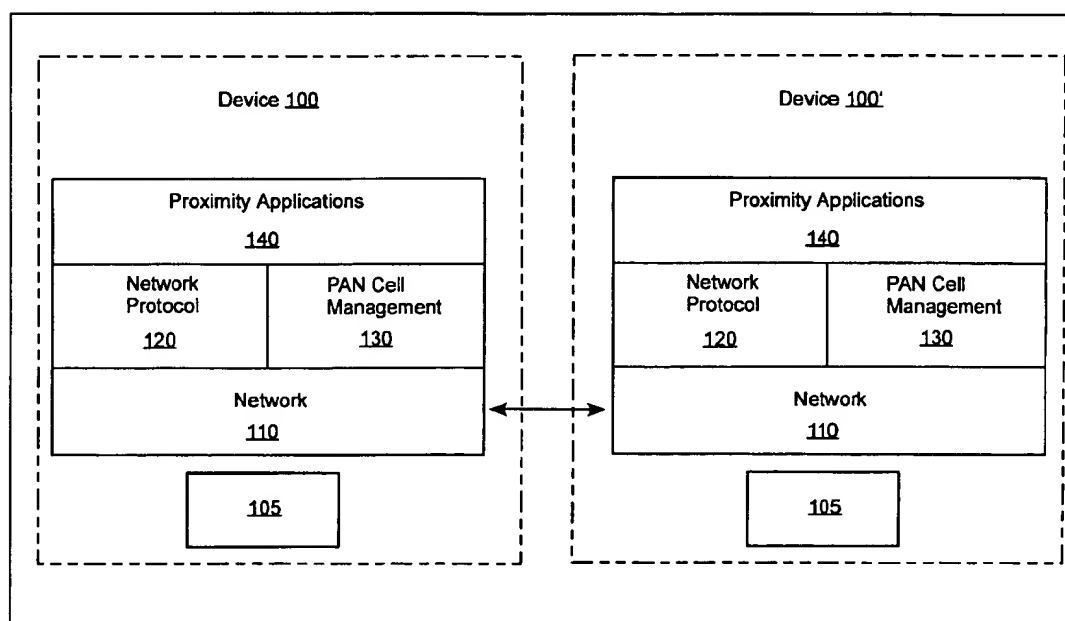 Device 100
Proximity Applications
140
Network
Protocol
120
PAN Cell
Management
130
Network
110
105
Device 100'
Proximity Applications
140
Network
Protocol
120
PAN Cell
Management
130
Network
110
105